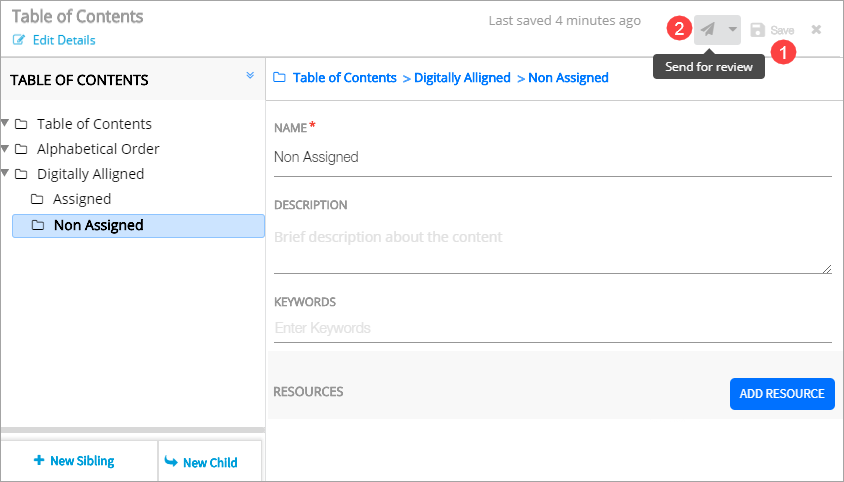 Table of Contents
Edit Details
Last saved 4 minutes ago
2
Save
1
Send for review
TABLE OF CONTENTS
Table of Contents
Alphabetical Order
Digitally Alligned
Assigned
Non Assigned
New Sibling
New Child
Table of Contents > Digitally Alligned > Non Assigned
NAME*
Non Assigned
DESCRIPTION
Brief description about the content
KEYWORDS
Enter Keywords
RESOURCES
ADD RESOURCE